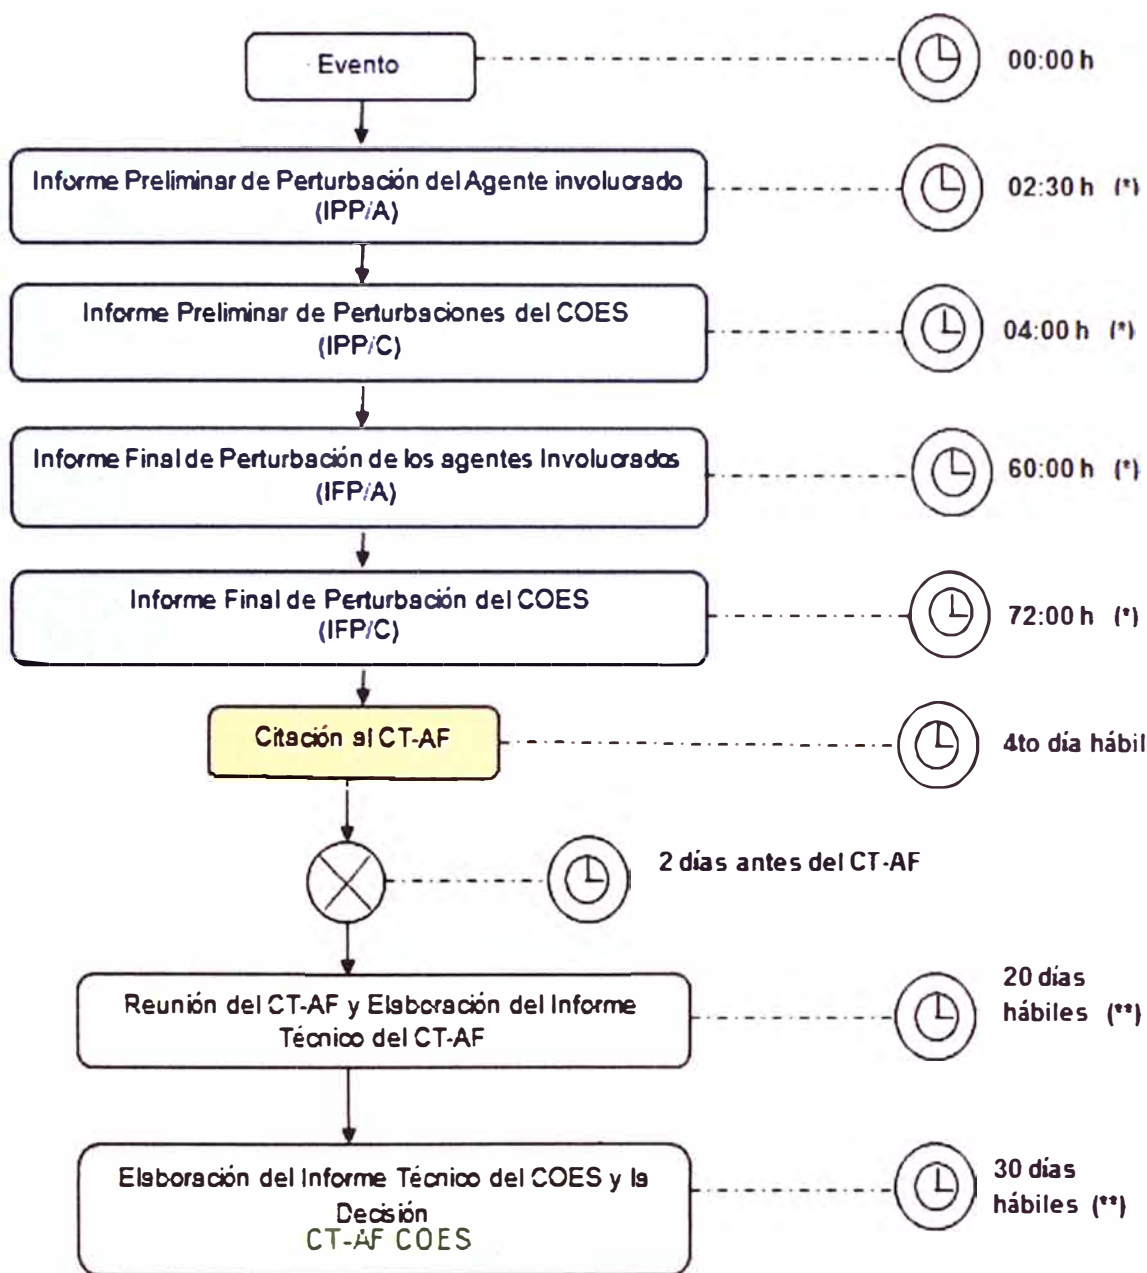 Evento
00:00 h
Informe Preliminar de Perturbación del Agente involucrado
(IPP/A)
02:30 h (*)
Informe Preliminar de Perturbaciones del COES
(IPP/C)
04:00 h (*)
Informe Final de Perturbación de los agentes Involucrados
(IFP/A)
60:00 h (*)
Informe Final de Perturbación del COES
(IFP/C)
72:00 h (*)
Citación al CT-AF
4to día hábil
2 días antes del CT-AF
Reunión del CT-AF y Elaboración del Informe
Técnico del CT-AF
20 días
hábiles (**)
Elaboración del Informe Técnico del COES y la
Decisión
CT-AF COES
30 días
hábiles (**)